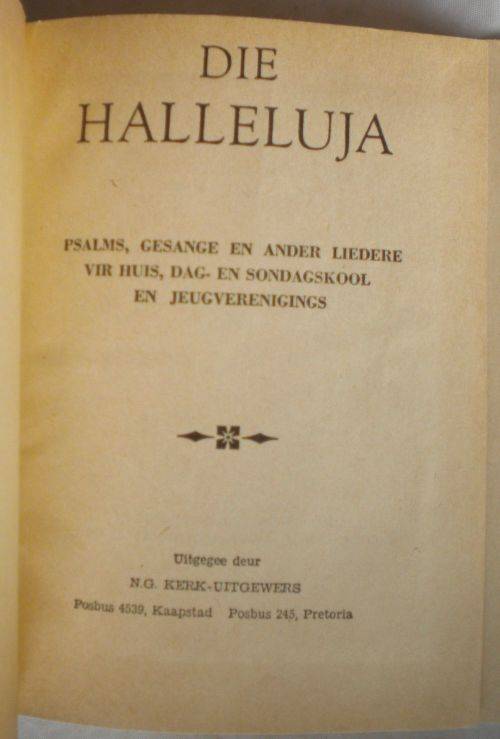 DIE
HALLELUJA
PSALMS, GESANGE EN ANDER LIEDERE
VIR HUIS, DAG- EN SONDAGSKOOL
EN JEUGVERENIGINGS
Uitgegee deur
N.G. KERK-UITGEWERS
Posbus 4539, Kaapstad Posbus 245, Pretoria